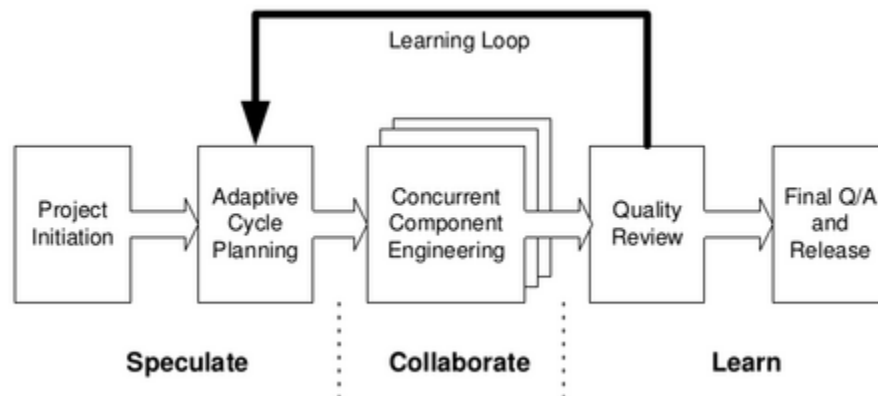 Learning Loop
Project
Initiation
Adaptive
Cycle
Planning
Concurrent
Component
Engineering
Quality
Review
Final Q/A
and
Release
Speculate
Collaborate
Learn